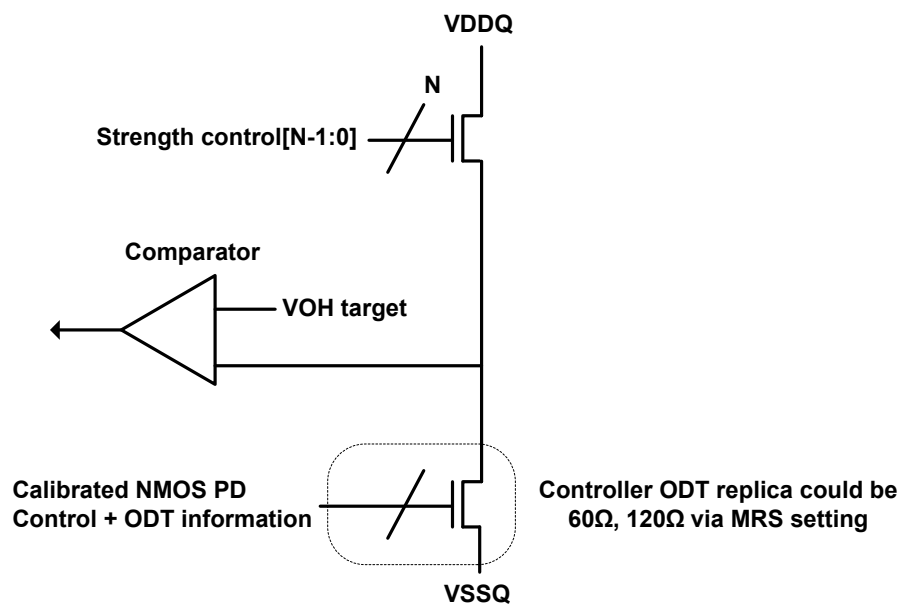 VDDQ
N
Strength control[N-1:0]
Comparator
VOH target
Calibrated NMOS PD
Control + ODT information
Controller ODT replica could be
60Ω, 120Ω via MRS setting
VSSQ